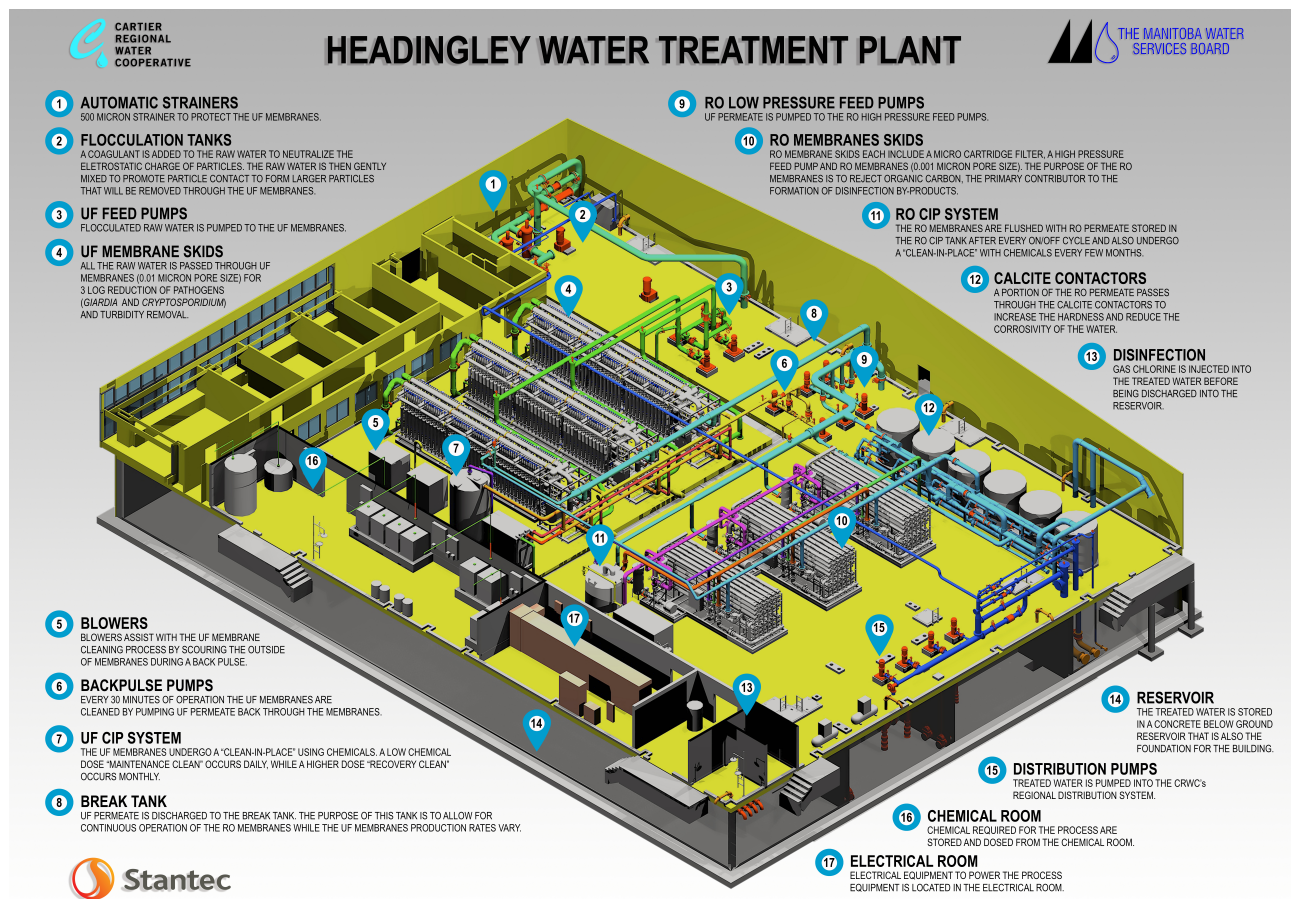 CARTIER
REGIONAL
WATER
COOPERATIVE
HEADINGLEY WATER TREATMENT PLANT
THE MANITOBA WATER
SERVICES BOARD
1 AUTOMATIC STRAINERS
500 MICRON STRAINER TO PROTECT THE UF MEMBRANES.
2 FLOCCULATION TANKS
A COAGULANT IS ADDED TO THE RAW WATER TO NEUTRALIZE THE
ELETROSTATIC CHARGE OF PARTICLES. THE RAW WATER IS THEN GENTLY
MIXED TO PROMOTE PARTICLE CONTACT TO FORM LARGER PARTICLES
THAT WILL BE REMOVED THROUGH THE UF MEMBRANES.
3 UF FEED PUMPS
FLOCCULATED RAW WATER IS PUMPED TO THE UF MEMBRANES.
4 UF MEMBRANE SKIDS
ALL THE RAW WATER IS PASSED THROUGH UF
MEMBRANES (0.01 MICRON PORE SIZE) FOR
3 LOG REDUCTION OF PATHOGENS
(GIARDIA AND CRYPTOSPORIDIUM)
AND TURBIDITY REMOVAL.
9 RO LOW PRESSURE FEED PUMPS
UF PERMEATE IS PUMPED TO THE RO HIGH PRESSURE FEED PUMPS.
10 RO MEMBRANES SKIDS
RO MEMBRANE SKIDS EACH INCLUDE A MICRO CARTRIDGE FILTER, A HIGH PRESSURE
FEED PUMP AND RO MEMBRANES (0.001 MICRON PORE SIZE). THE PURPOSE OF THE RO
MEMBRANES IS TO REJECT ORGANIC CARBON, THE PRIMARY CONTRIBUTOR TO THE
FORMATION OF DISINFECTION BY-PRODUCTS.
11 RO CIP SYSTEM
THE RO MEMBRANES ARE FLUSHED WITH RO PERMEATE STORED IN
THE RO CIP TANK AFTER EVERY ON/OFF CYCLE AND ALSO UNDERGO
A “CLEAN-IN-PLACE” WITH CHEMICALS EVERY FEW MONTHS.
12 CALCITE CONTACTORS
A PORTION OF THE RO PERMEATE PASSES
THROUGH THE CALCITE CONTACTORS TO
INCREASE THE HARDNESS AND REDUCE THE
CORROSIVITY OF THE WATER.
13 DISINFECTION
GAS CHLORINE IS INJECTED INTO
THE TREATED WATER BEFORE
BEING DISCHARGED INTO THE
RESERVOIR.
1
2
3
4
8
6
9
5
12
7
16
10
11
17
15
13
14
5 BLOWERS
BLOWERS ASSIST WITH THE UF MEMBRANE
CLEANING PROCESS BY SCOURING THE OUTSIDE
OF MEMBRANES DURING A BACK PULSE.
6 BACKPULSE PUMPS
EVERY 30 MINUTES OF OPERATION THE UF MEMBRANES ARE
CLEANED BY PUMPING UF PERMEATE BACK THROUGH THE MEMBRANES.
7 UF CIP SYSTEM
THE UF MEMBRANES UNDERGO A “CLEAN-IN-PLACE” USING CHEMICALS. A LOW CHEMICAL
DOSE “MAINTENANCE CLEAN” OCCURS DAILY, WHILE A HIGHER DOSE “RECOVERY CLEAN”
OCCURS MONTHLY.
8 BREAK TANK
UF PERMEATE IS DISCHARGED TO THE BREAK TANK. THE PURPOSE OF THIS TANK IS TO ALLOW FOR
CONTINUOUS OPERATION OF THE RO MEMBRANES WHILE THE UF MEMBRANES PRODUCTION RATES VARY.
14 RESERVOIR
THE TREATED WATER IS STORED
IN A CONCRETE BELOW GROUND
RESERVOIR THAT IS ALSO THE
FOUNDATION FOR THE BUILDING.
15 DISTRIBUTION PUMPS
TREATED WATER IS PUMPED INTO THE CRWC's
REGIONAL DISTRIBUTION SYSTEM.
16 CHEMICAL ROOM
CHEMICAL REQUIRED FOR THE PROCESS ARE
STORED AND DOSED FROM THE CHEMICAL ROOM.
17 ELECTRICAL ROOM
ELECTRICAL EQUIPMENT TO POWER THE PROCESS
EQUIPMENT IS LOCATED IN THE ELECTRICAL ROOM.
Stantec